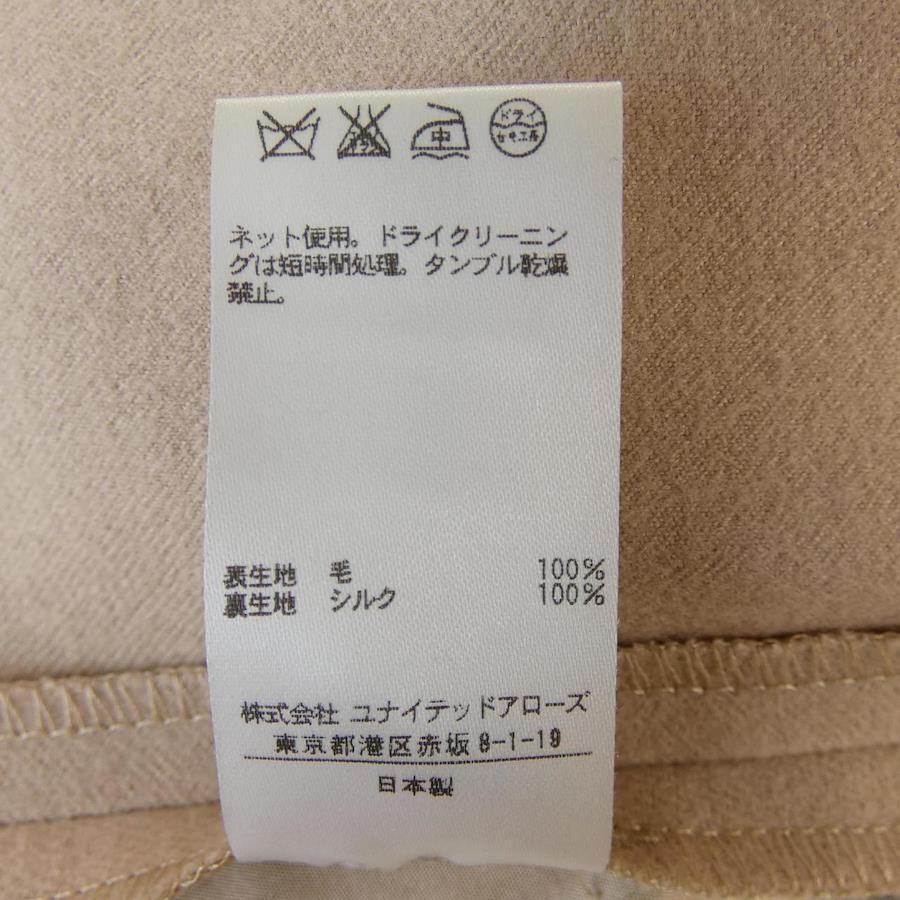 中 ドライ
セキユ系
ネット使用。ドライクリーニン
グは短時間処理。タンブル乾燥
禁止。
表生地 毛 100%
裏生地 シルク 100%
株式会社 ユナイテッドアローズ
東京都港区赤坂 8-1-19
日本製